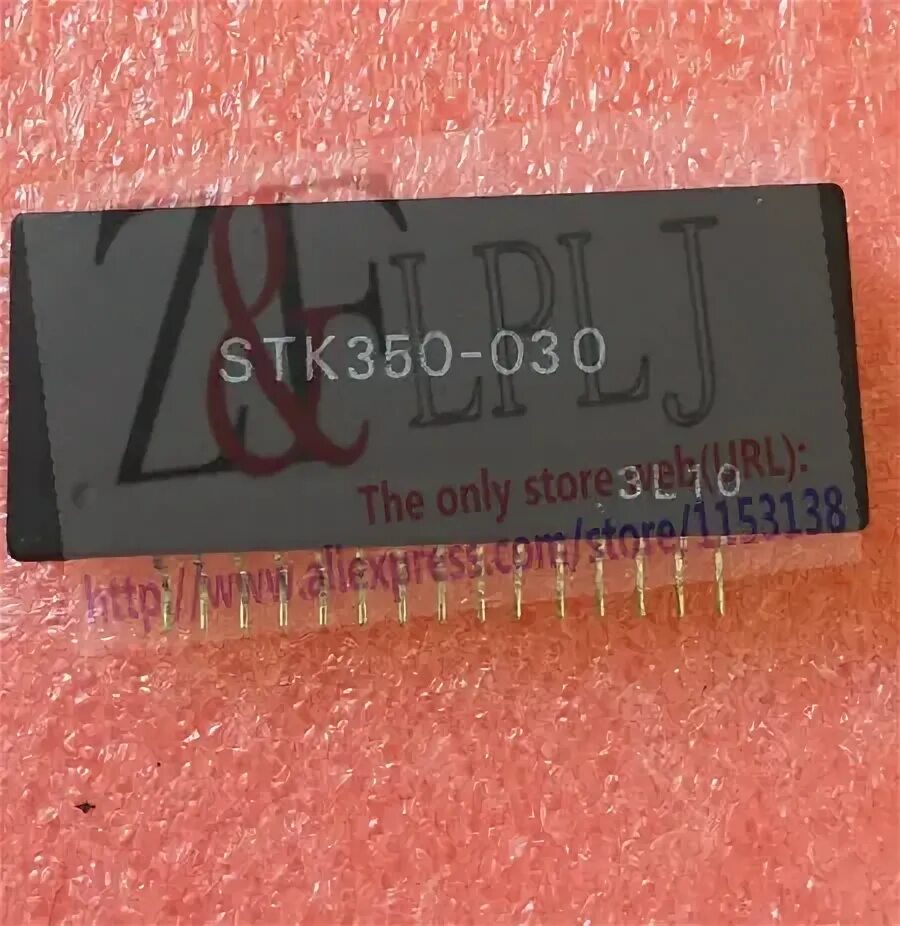 Z&F LPLJ
STK350-030
3L10
The only store web(URL):
http://www.aliexpress.com/store/1153138